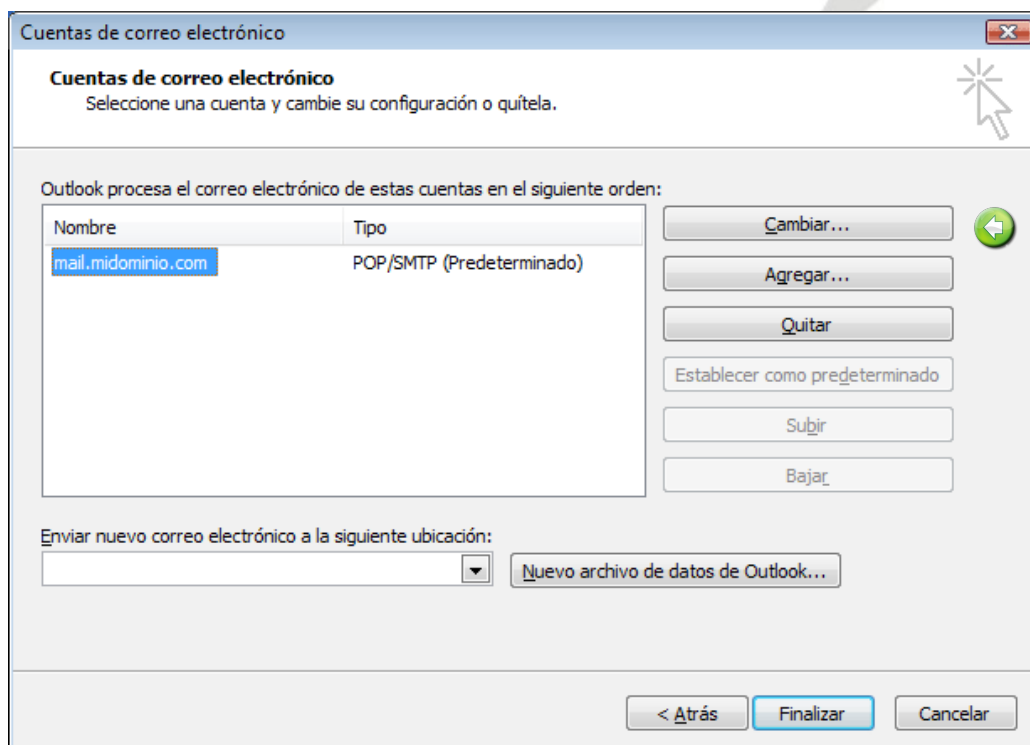 Cuentas de correo electrónico
Cuentas de correo electrónico
Seleccione una cuenta y cambie su configuración o quítela.
Outlook procesa el correo electrónico de estas cuentas en el siguiente orden:
Nombre Tipo
mail.midominio.com POP/SMTP (Predeterminado)
Cambiar...
Agregar...
Quitar
Establecer como predeterminado
Subir
Bajar
Enviar nuevo correo electrónico a la siguiente ubicación:
Nuevo archivo de datos de Outlook...
< Atrás Finalizar Cancelar